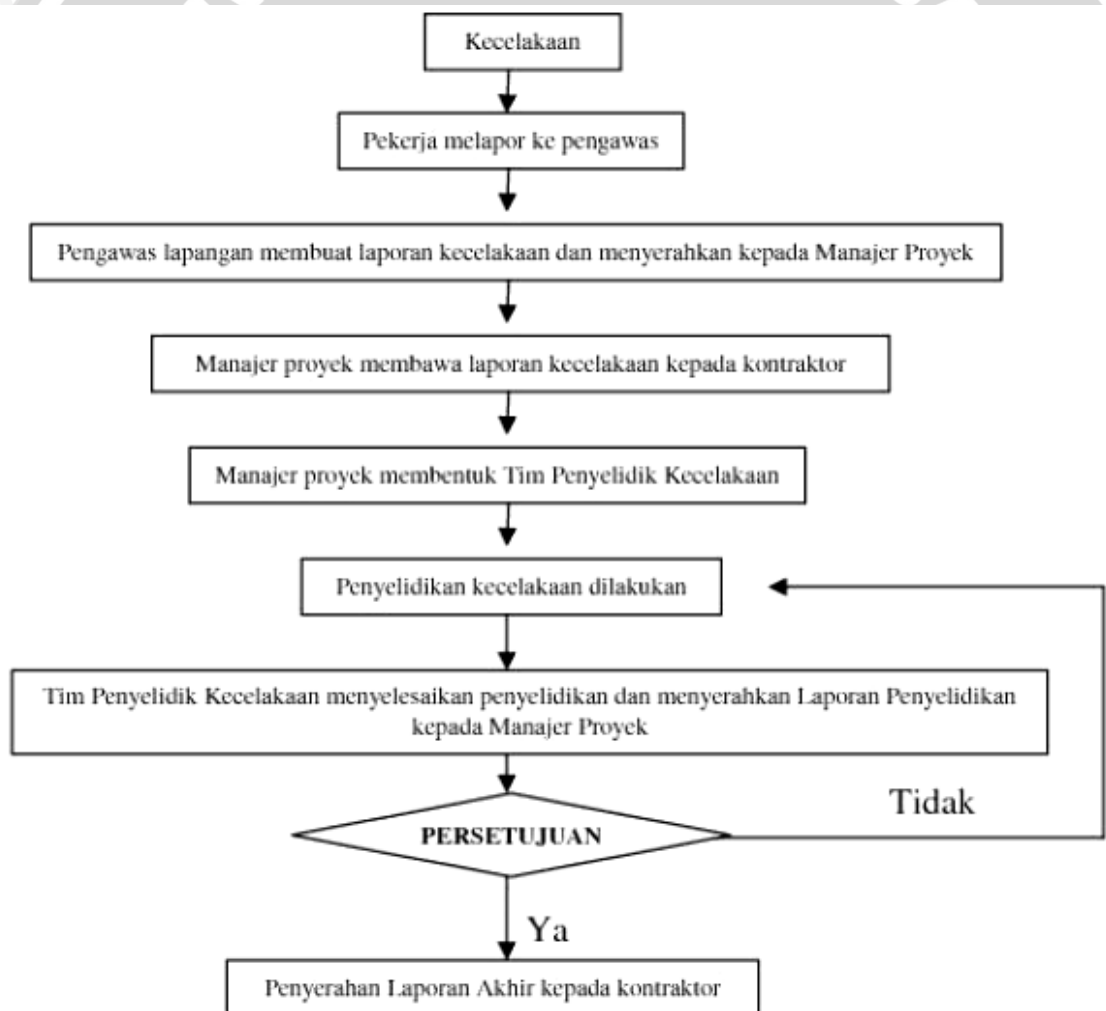 Kecelakaan
Pekerja melapor ke pengawas
Pengawas lapangan membuat laporan kecelakaan dan menyerahkan kepada Manajer Proyek
Manajer proyek membawa laporan kecelakaan kepada kontraktor
Manajer proyek membentuk Tim Penyelidik Kecelakaan
Penyelidikan kecelakaan dilakukan
Tim Penyelidik Kecelakaan menyelesaikan penyelidikan dan menyerahkan Laporan Penyelidikan
kepada Manajer Proyek
Tidak
PERSETUJUAN
Ya
Penyerahan Laporan Akhir kepada kontraktor